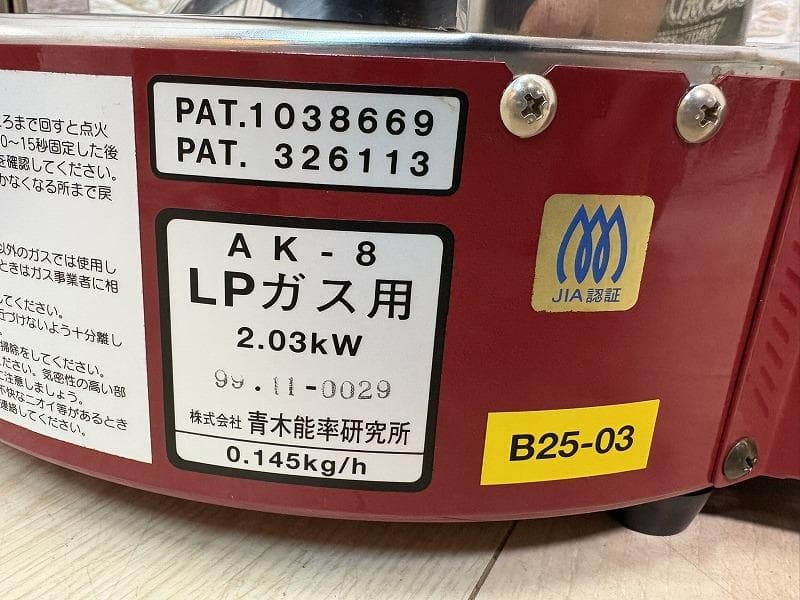 ろまで回すと点火
0〜15秒固定した後
を確認してください。
かなくなる所まで戻
以外のガスでは使用し
ときはガス事業者に相
してください。
づけないよう十分離し
掃除をしてください。
ださい。気密性の高い部
に注意しましょう。
不快なニオイ等があるとき
連絡してください。
PAT.1038669
PAT. 326113
AK-8
LPガス用
2.03kW
99.11-0029
株式会社 青木能率研究所
0.145kg/h
JIA認証
B25-03